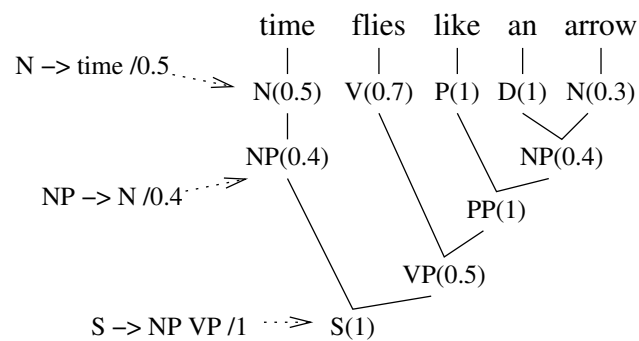 time flies like an arrow
N –> time /0.5
N(0.5) V(0.7) P(1) D(1) N(0.3)
NP(0.4) NP(0.4)
NP –> N /0.4
PP(1)
VP(0.5)
S –> NP VP /1 S(1)